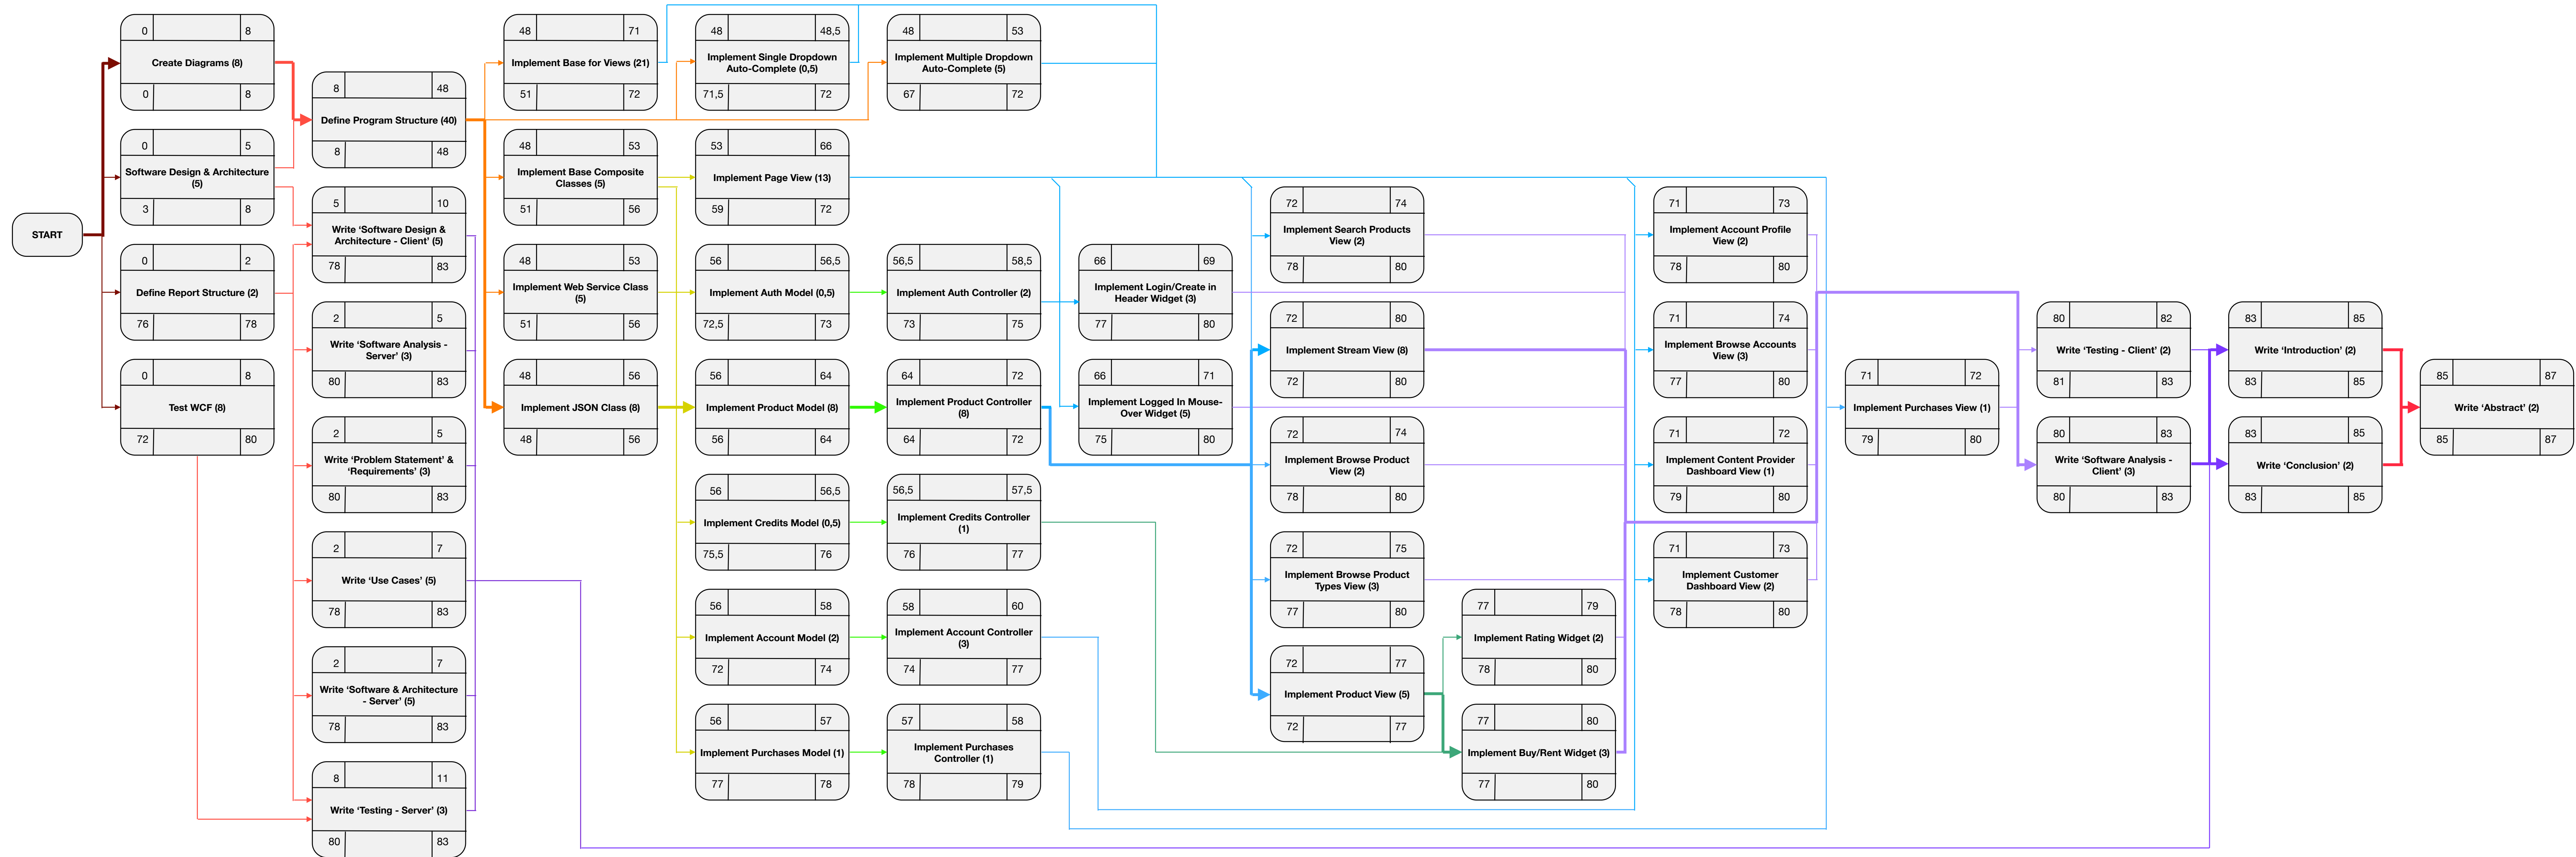 START
0 8
Create Diagrams (8)
0 8
0 5
Software Design & Architecture
(5)
3 8
0 2
Define Report Structure (2)
76 78
0 8
Test WCF (8)
72 80
8 48
Define Program Structure (40)
8 48
5 10
Write ‘Software Design &
Architecture - Client’ (5)
78 83
2 5
Write ‘Software Analysis -
Server’ (3)
80 83
2 5
Write ‘Problem Statement’ &
‘Requirements’ (3)
80 83
2 7
Write ‘Use Cases’ (5)
78 83
2 7
Write ‘Software & Architecture
- Server’ (5)
78 83
8 11
Write ‘Testing - Server’ (3)
80 83
48 71
Implement Base for Views (21)
51 72
48 53
Implement Base Composite
Classes (5)
51 56
48 53
Implement Web Service Class
(5)
51 56
48 56
Implement JSON Class (8)
48 56
48 48,5
Implement Single Dropdown
Auto-Complete (0,5)
71,5 72
53 66
Implement Page View (13)
59 72
56 56,5
Implement Auth Model (0,5)
72,5 73
56 64
Implement Product Model (8)
56 64
56 56,5
Implement Credits Model (0,5)
75,5 76
56 58
Implement Account Model (2)
72 74
56 57
Implement Purchases Model (1)
77 78
48 53
Implement Multiple Dropdown
Auto-Complete (5)
67 72
56,5 58,5
Implement Auth Controller (2)
73 75
64 72
Implement Product Controller
(8)
64 72
56,5 57,5
Implement Credits Controller
(1)
76 77
58 60
Implement Account Controller
(3)
74 77
57 58
Implement Purchases
Controller (1)
78 79
66 69
Implement Login/Create in
Header Widget (3)
77 80
66 71
Implement Logged In Mouse-
Over Widget (5)
75 80
72 74
Implement Search Products
View (2)
78 80
72 80
Implement Stream View (8)
72 80
72 74
Implement Browse Product
View (2)
78 80
72 75
Implement Browse Product
Types View (3)
77 80
72 77
Implement Product View (5)
72 77
77 79
Implement Rating Widget (2)
78 80
77 80
Implement Buy/Rent Widget (3)
77 80
71 73
Implement Account Profile
View (2)
78 80
71 74
Implement Browse Accounts
View (3)
77 80
71 72
Implement Content Provider
Dashboard View (1)
79 80
71 73
Implement Customer
Dashboard View (2)
78 80
71 72
Implement Purchases View (1)
79 80
80 82
Write ‘Testing - Client’ (2)
81 83
80 83
Write ‘Software Analysis -
Client’ (3)
80 83
83 85
Write ‘Introduction’ (2)
83 85
83 85
Write ‘Conclusion’ (2)
83 85
85 87
Write ‘Abstract’ (2)
85 87